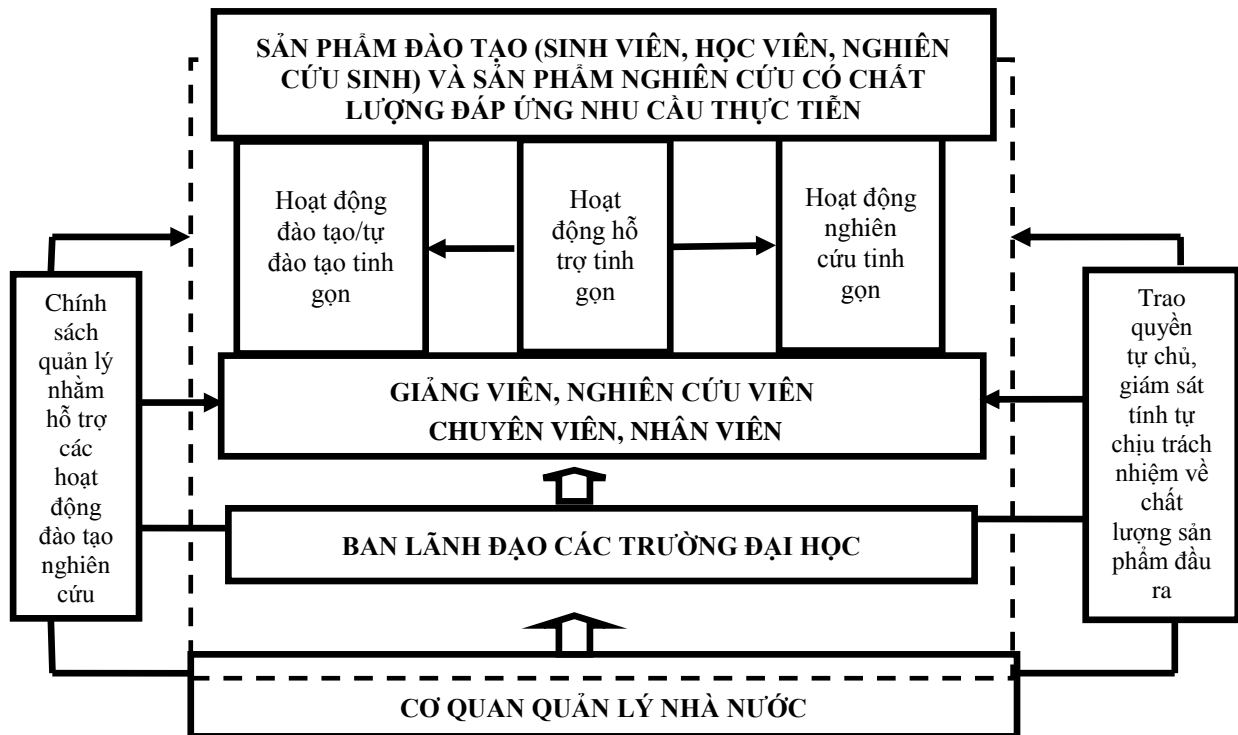 SẢN PHẨM ĐÀO TẠO (SINH VIÊN, HỌC VIÊN, NGHIÊN
CỨU SINH) VÀ SẢN PHẨM NGHIÊN CỨU CÓ CHẤT
LƯỢNG ĐÁP ỨNG NHU CẦU THỰC TIỄN
Hoạt động
đào tạo/tự
đào tạo tinh
gọn
Hoạt
động hỗ
trợ tinh
gọn
Hoạt động
nghiên
cứu tinh
gọn
Chính
sách
quản lý
nhằm
hỗ trợ
các
hoạt
động
đào tạo
nghiên
cứu
GIẢNG VIÊN, NGHIÊN CỨU VIÊN
CHUYÊN VIÊN, NHÂN VIÊN
Trao
quyền
tự chủ,
giám sát
tính tự
chịu trách
nhiệm về
chất
lượng sản
phẩm đầu
ra
BAN LÃNH ĐẠO CÁC TRƯỜNG ĐẠI HỌC
CƠ QUAN QUẢN LÝ NHÀ NƯỚC